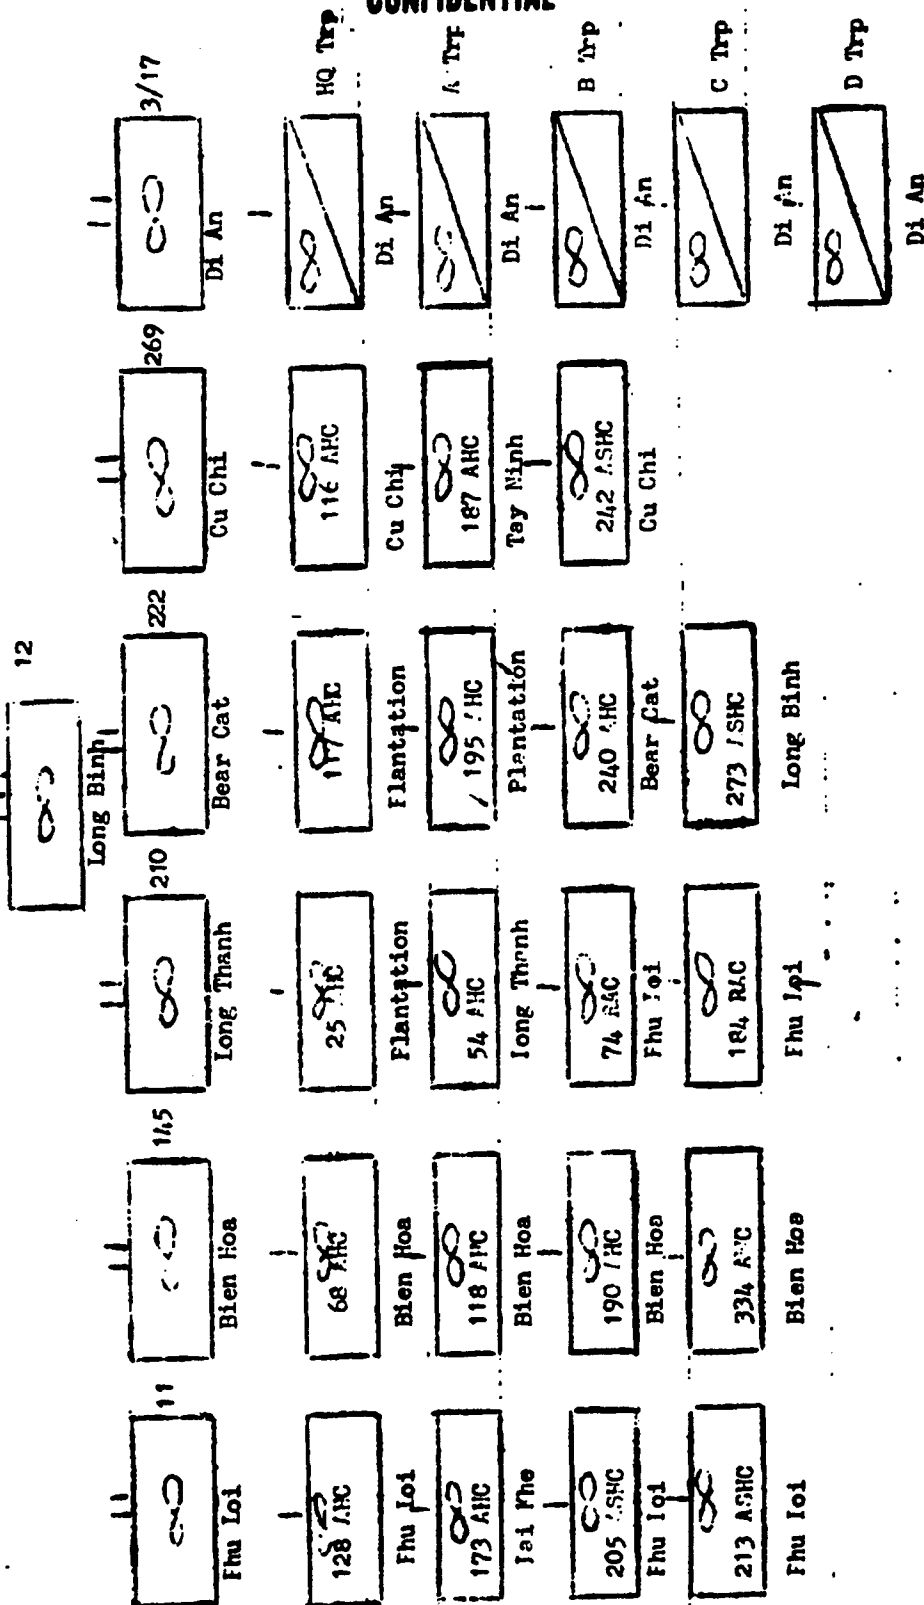 CONFIDENTIAL
12
Long Binh
11
Phu Loi
128 AHC
Phu Loi
173 AHC
Lai Khe
205 ASHC
Phu Loi
213 ASHC
Phu Loi
145
Bien Hoa
68 AHC
Bien Hoa
118 AHC
Bien Hoa
190 AHC
Bien Hoa
334 AWC
Bien Hoa
210
Long Thanh
25
Plantation
54 AHC
Long Thanh
74 RAC
Phu Loi
184 RAC
Phu Loi
222
Bear Cat
117 AHC
Plantation
195 AHC
Plantation
240 AHC
Bear Cat
273 ASHC
Long Binh
269
Cu Chi
116 AHC
Cu Chi
187 AHC
Tay Ninh
242 ASHC
Cu Chi
3/17
Di An
HQ Trp
Di An
A Trp
Di An
B Trp
Di An
C Trp
Di An
D Trp
Di An